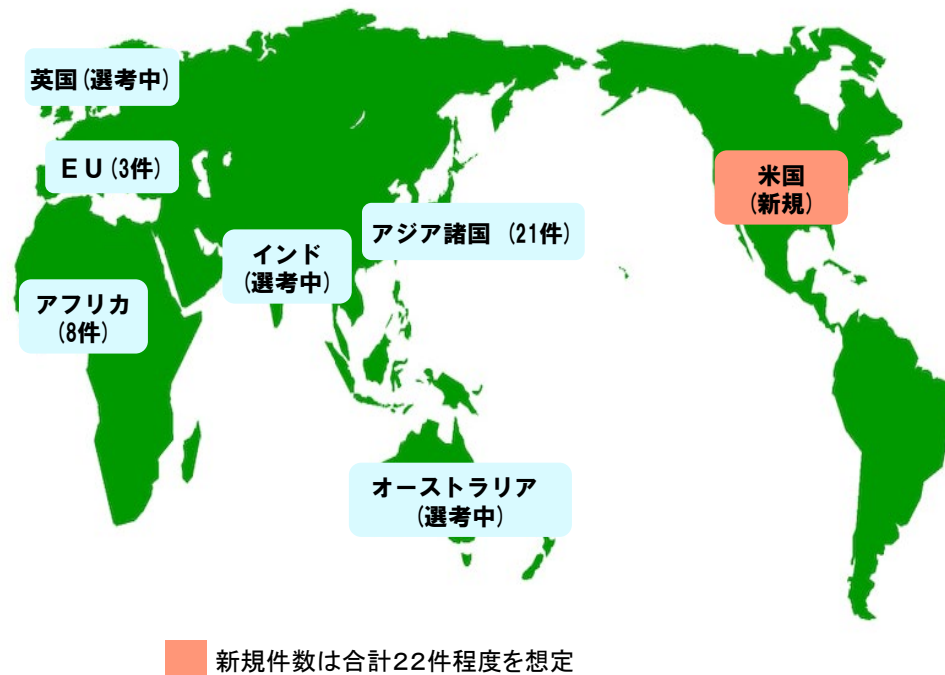 英国(選考中)
ＥＵ(3件)
米国
(新規)
アジア諸国 (21件)
インド
(選考中)
アフリカ
(8件)
オーストラリア
(選考中)
新規件数は合計２２件程度を想定